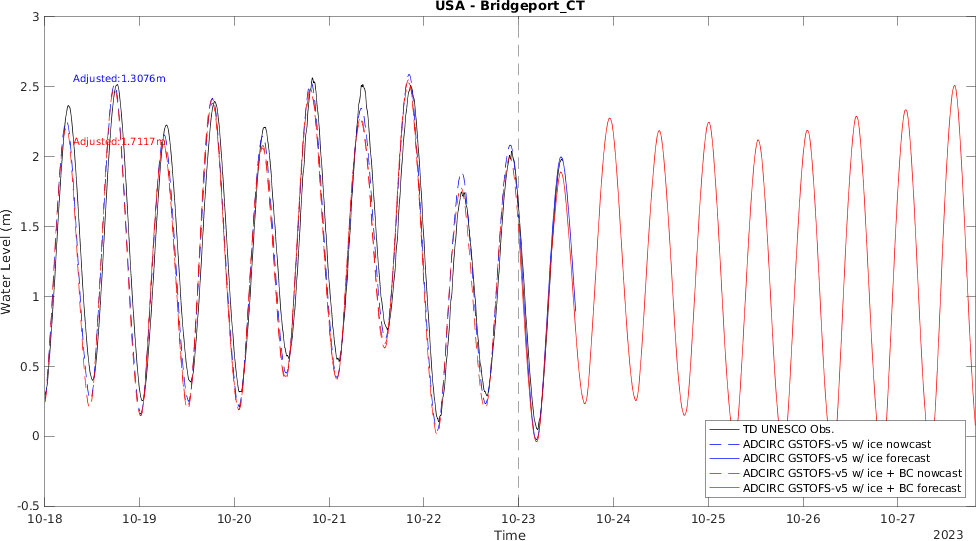 USA - Bridgeport_CT
3
2.5
2
1.5
1
0.5
0
-0.5
Water Level (m)
Adjusted:1.3076m
Adjusted:1.7117m
TD UNESCO Obs.
ADCIRC GSTOFS-v5 w/ ice nowcast
ADCIRC GSTOFS-v5 w/ ice forecast
ADCIRC GSTOFS-v5 w/ ice + BC nowcast
ADCIRC GSTOFS-v5 w/ ice + BC forecast
10-18 10-19 10-20 10-21 10-22 10-23 10-24 10-25 10-26 10-27
Time
2023